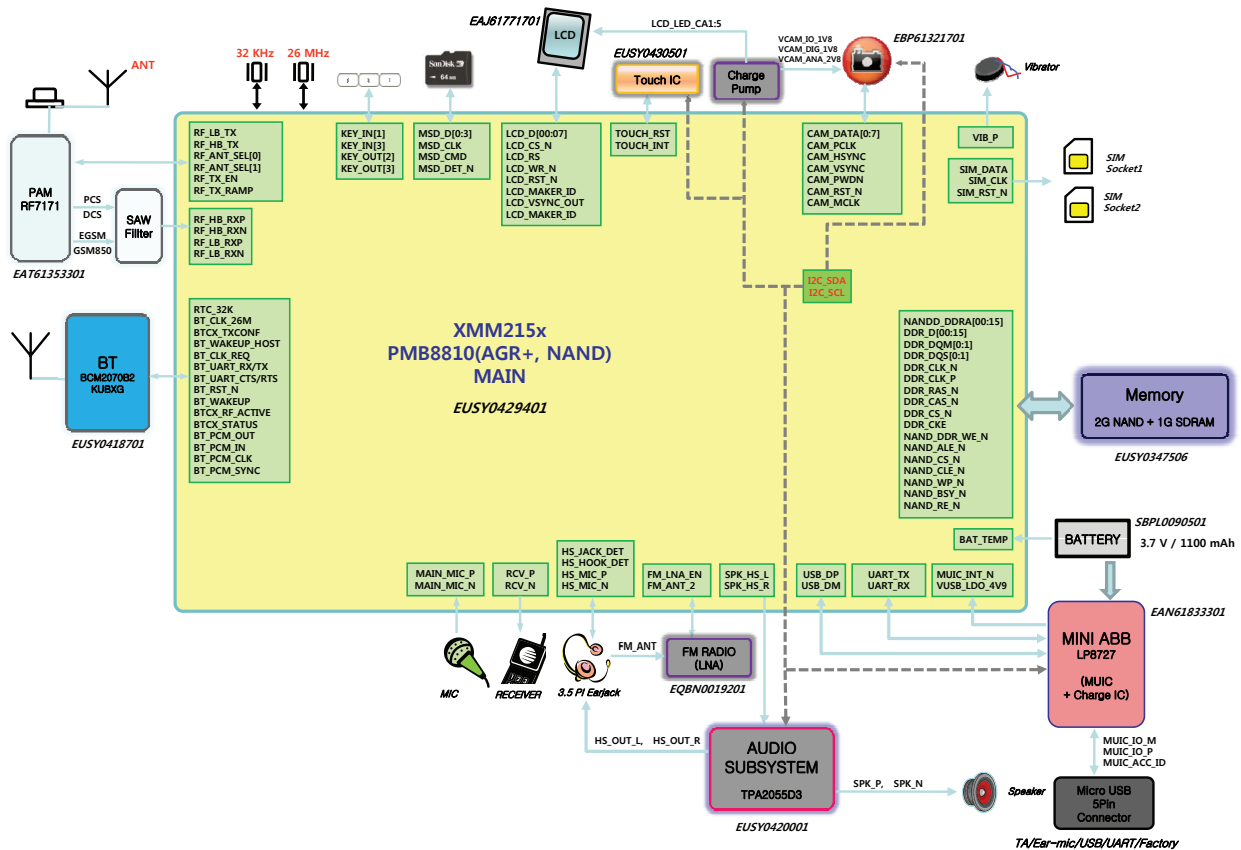 ANT
32 KHz
26 MHz
EAJ61771701
LCD
LCD_LED_CA1:5
EUSY0430501
Touch IC
Charge
Pump
VCAM_IO_1V8
VCAM_DIG_1V8
VCAM_ANA_2V8
EBP61321701
Vibrator
SanDisk
PAM
RF7171
EAT61353301
PCS
DCS
EGSM
GSM850
SAW
Fillter
RF_LB_TX
RF_HB_TX
RF_ANT_SEL[0]
RF_ANT_SEL[1]
RF_TX_EN
RF_TX_RAMP
RF_HB_RXP
RF_HB_RXN
RF_LB_RXP
RF_LB_RXN
KEY_IN[1]
KEY_IN[3]
KEY_OUT[2]
KEY_OUT[3]
MSD_D[0:3]
MSD_CLK
MSD_CMD
MSD_DET_N
LCD_D[00:07]
LCD_CS_N
LCD_RS
LCD_WR_N
LCD_RST_N
LCD_MAKER_ID
LCD_VSYNC_OUT
LCD_MAKER_ID
TOUCH_RST
TOUCH_INT
CAM_DATA[0:7]
CAM_PCLK
CAM_HSYNC
CAM_VSYNC
CAM_PWDN
CAM_RST_N
CAM_MCLK
VIB_P
SIM_DATA
SIM_CLK
SIM_RST_N
SIM
Socket1
SIM
Socket2
I2C_SDA
I2C_SCL
BT
BCM2070B2
KUBXG
EUSY0418701
RTC_32K
BT_CLK_26M
BTCX_TXCONF
BT_WAKEUP_HOST
BT_CLK_REQ
BT_UART_RX/TX
BT_UART_CTS/RTS
BT_RST_N
BT_WAKEUP
BTCX_RF_ACTIVE
BTCX_STATUS
BT_PCM_OUT
BT_PCM_IN
BT_PCM_CLK
BT_PCM_SYNC
XMM215x
PMB8810(AGR+, NAND)
MAIN
EUSY0429401
NANDD_DDRA[00:15]
DDR_D[00:15]
DDR_DQM[0:1]
DDR_DQS[0:1]
DDR_CLK_N
DDR_CLK_P
DDR_RAS_N
DDR_CAS_N
DDR_CS_N
DDR_CKE
NAND_DDR_WE_N
NAND_ALE_N
NAND_CS_N
NAND_CLE_N
NAND_WP_N
NAND_BSY_N
NAND_RE_N
Memory
2G NAND + 1G SDRAM
EUSY0347506
BAT_TEMP
BATTERY
SBPL0090501
3.7 V / 1100 mAh
MAIN_MIC_P
MAIN_MIC_N
RCV_P
RCV_N
HS_JACK_DET
HS_HOOK_DET
HS_MIC_P
HS_MIC_N
FM_LNA_EN
FM_ANT_2
SPK_HS_L
SPK_HS_R
USB_DP
USB_DM
UART_TX
UART_RX
MUIC_INT_N
VUSB_LDO_4V9
EAN61833301
MINI ABB
LP8727
(MUIC
+ Charge IC)
MIC
RECEIVER
3.5 PI Earjack
FM_ANT
FM RADIO
(LNA)
EQBN0019201
HS_OUT_L, HS_OUT_R
AUDIO
SUBSYSTEM
TPA2055D3
EUSY0420001
SPK_P, SPK_N
Speaker
MUIC_IO_M
MUIC_IO_P
MUIC_ACC_ID
Micro USB
5Pin
Connector
TA/Ear-mic/USB/UART/Factory